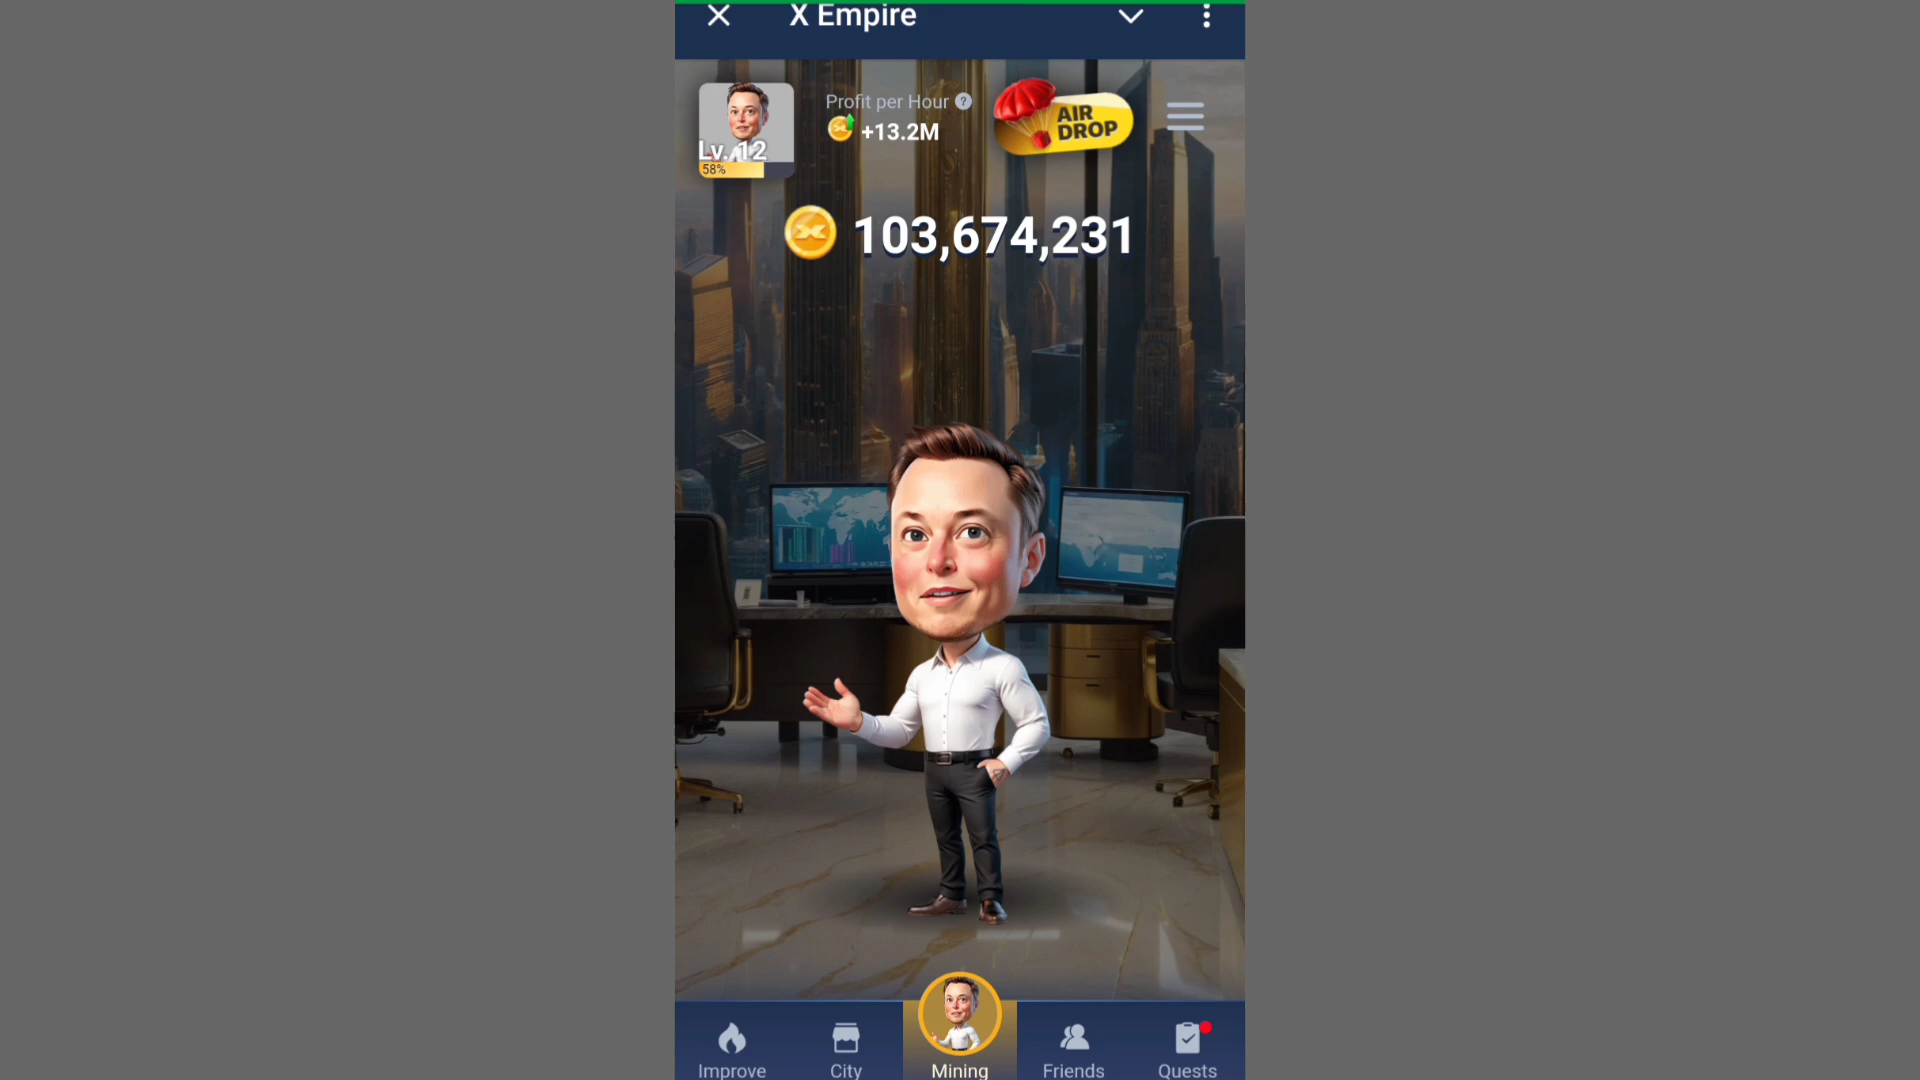 X Empire
Profit per Hour ?
+13.2M
AIR
DROP
Lv. 12
58%
103,674,231
Improve
City
Mining
Friends
Quests